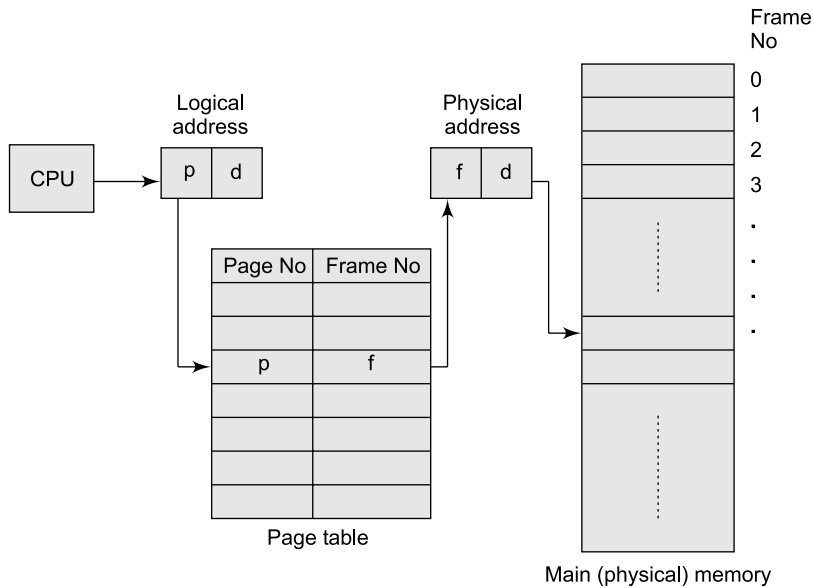 Frame
No
0
1
2
3
.
.
.
.
Logical
address
Physical
address
CPU
p d
f d
Page No Frame No
p f
Page table
Main (physical) memory